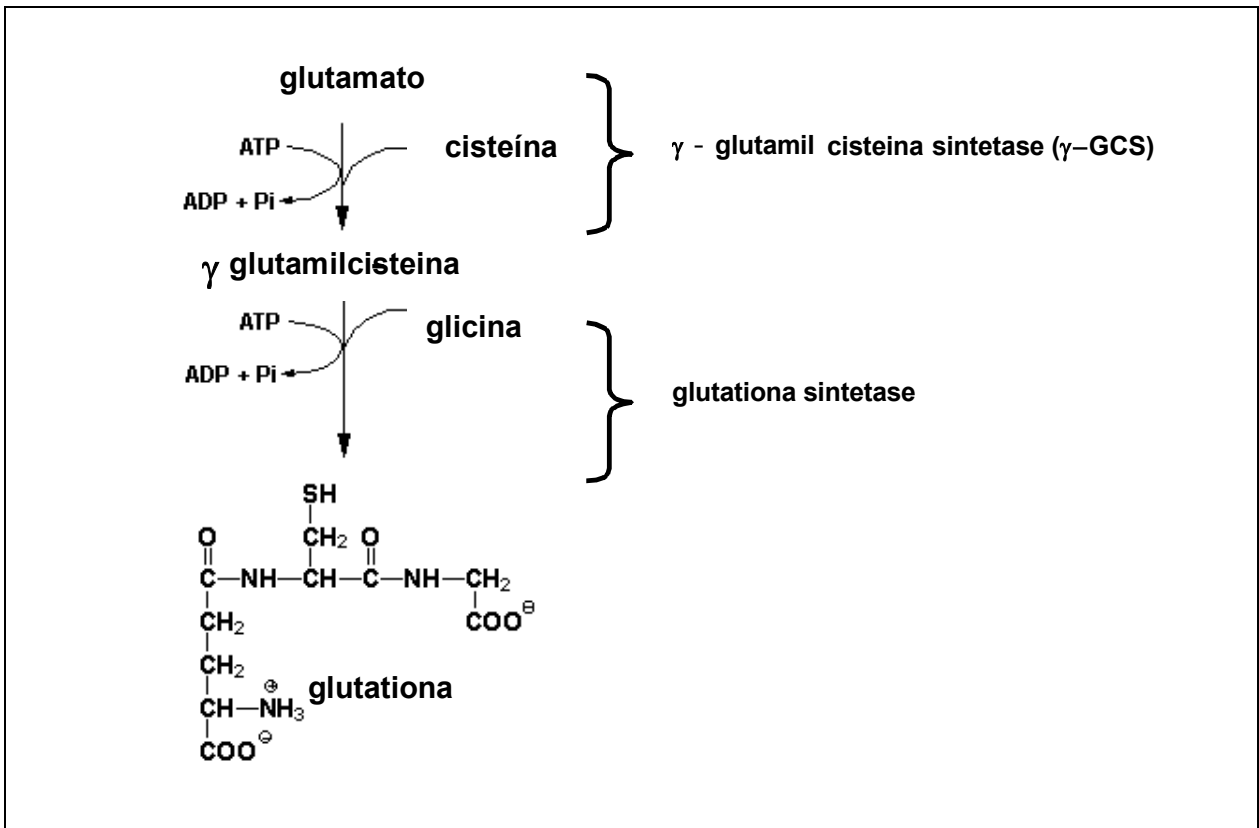 glutamato
ATP
cisteína
γ - glutamil cisteina sintetase (γ–GCS)
ADP + Pi
γ glutamilcisteina
ATP
glicina
ADP + Pi
glutationa sintetase
SH
O CH₂ O
C—NH—CH—C—NH—CH₂
CH₂ COO⊖
CH₂
⊕ glutationa
CH—NH₃
COO⊖